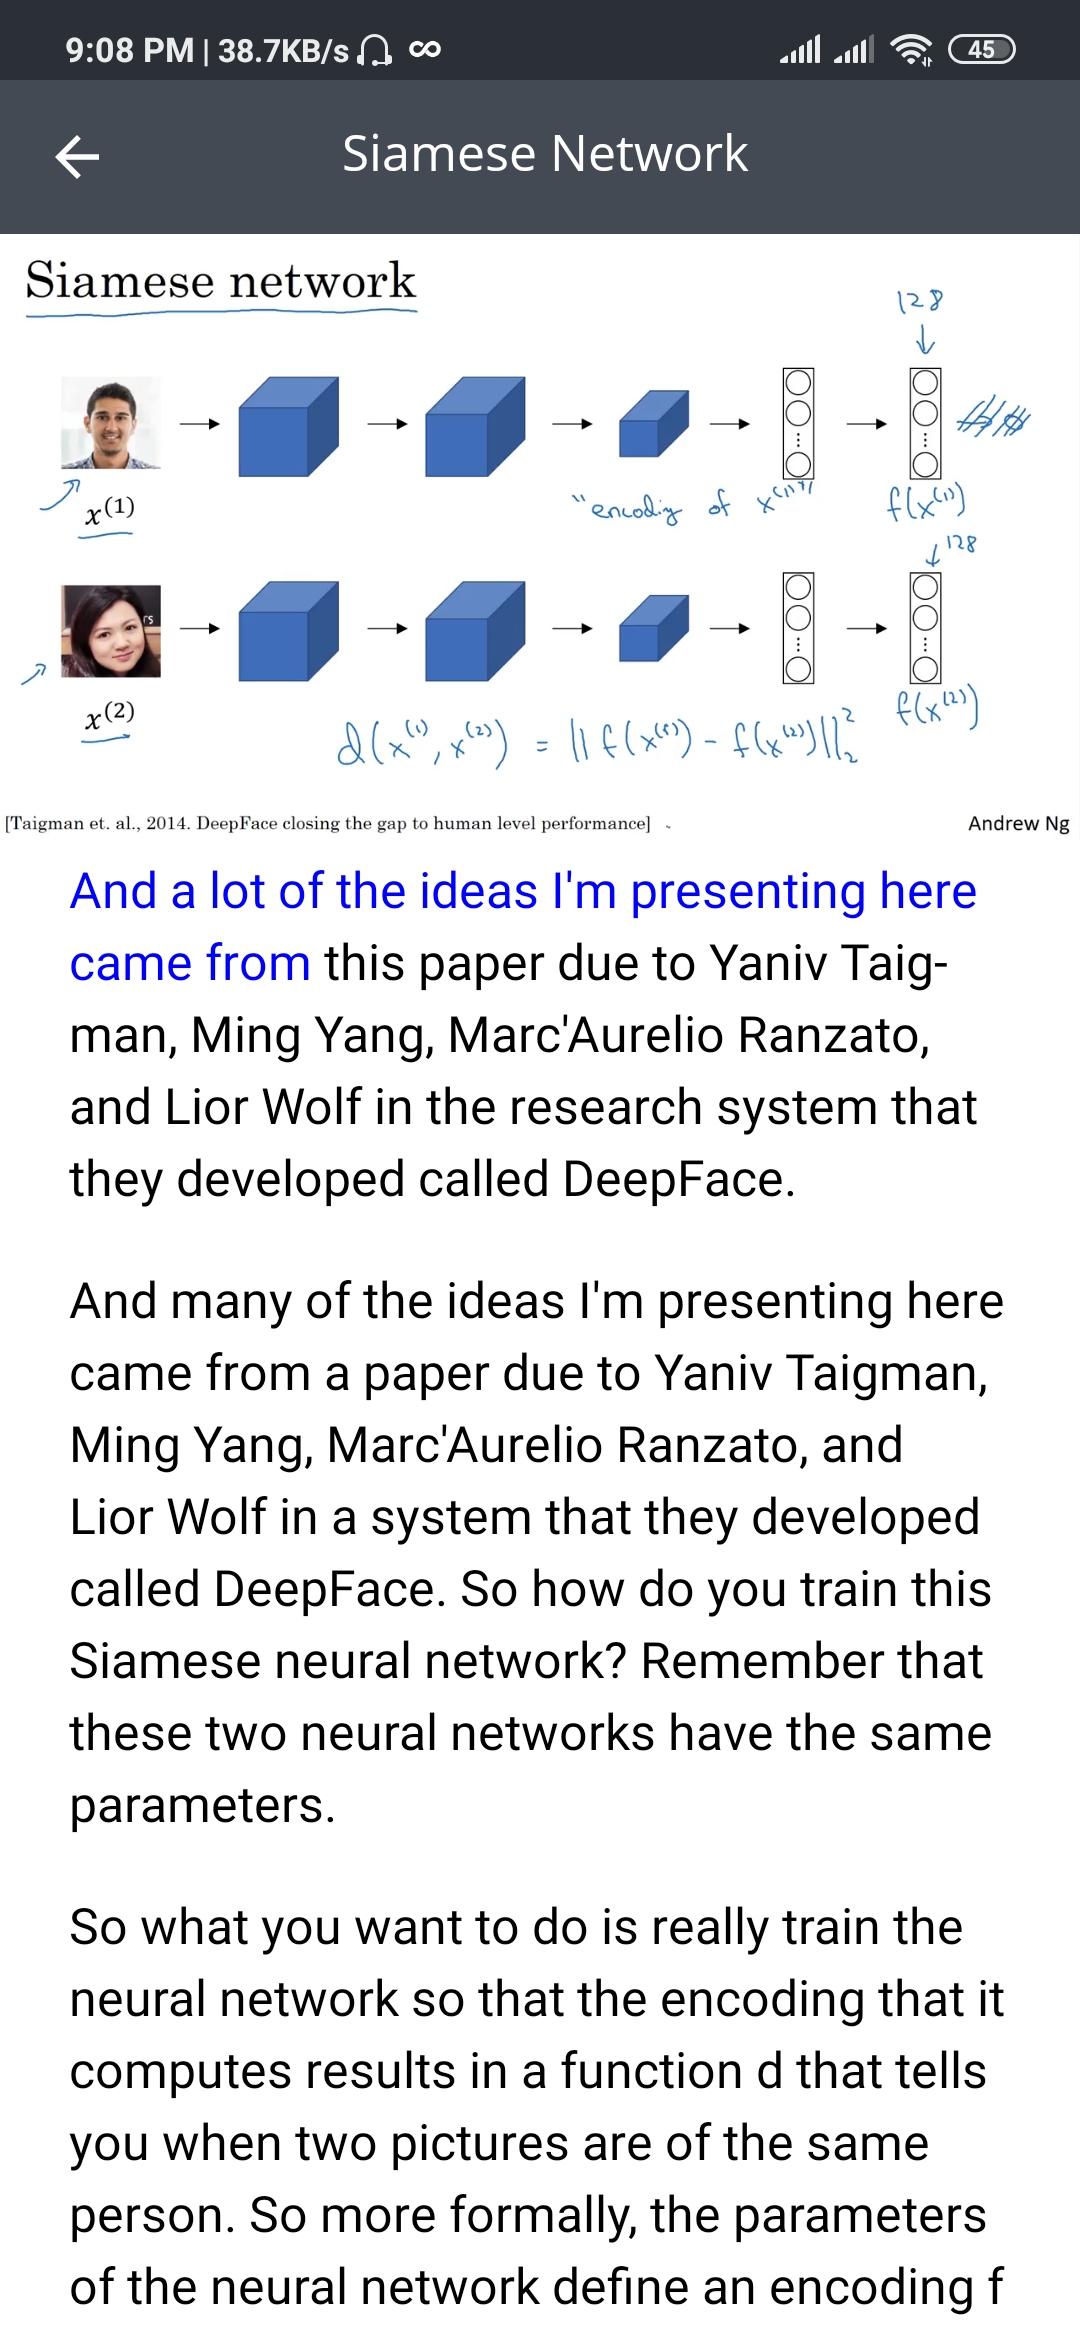 9:08 PM | 38.7KB/s
45
Siamese Network
Siamese network
128
x(1)
"encoding of x(1)"
f(x(1))
128
rs
x(2)
f(x(2))
d(x(1), x(2)) = || f(x(1)) - f(x(2)) ||²₂
[Taigman et. al., 2014. DeepFace closing the gap to human level performance]
Andrew Ng
And a lot of the ideas I'm presenting here
came from this paper due to Yaniv Taig-
man, Ming Yang, Marc'Aurelio Ranzato,
and Lior Wolf in the research system that
they developed called DeepFace.
And many of the ideas I'm presenting here
came from a paper due to Yaniv Taigman,
Ming Yang, Marc'Aurelio Ranzato, and
Lior Wolf in a system that they developed
called DeepFace. So how do you train this
Siamese neural network? Remember that
these two neural networks have the same
parameters.
So what you want to do is really train the
neural network so that the encoding that it
computes results in a function d that tells
you when two pictures are of the same
person. So more formally, the parameters
of the neural network define an encoding f